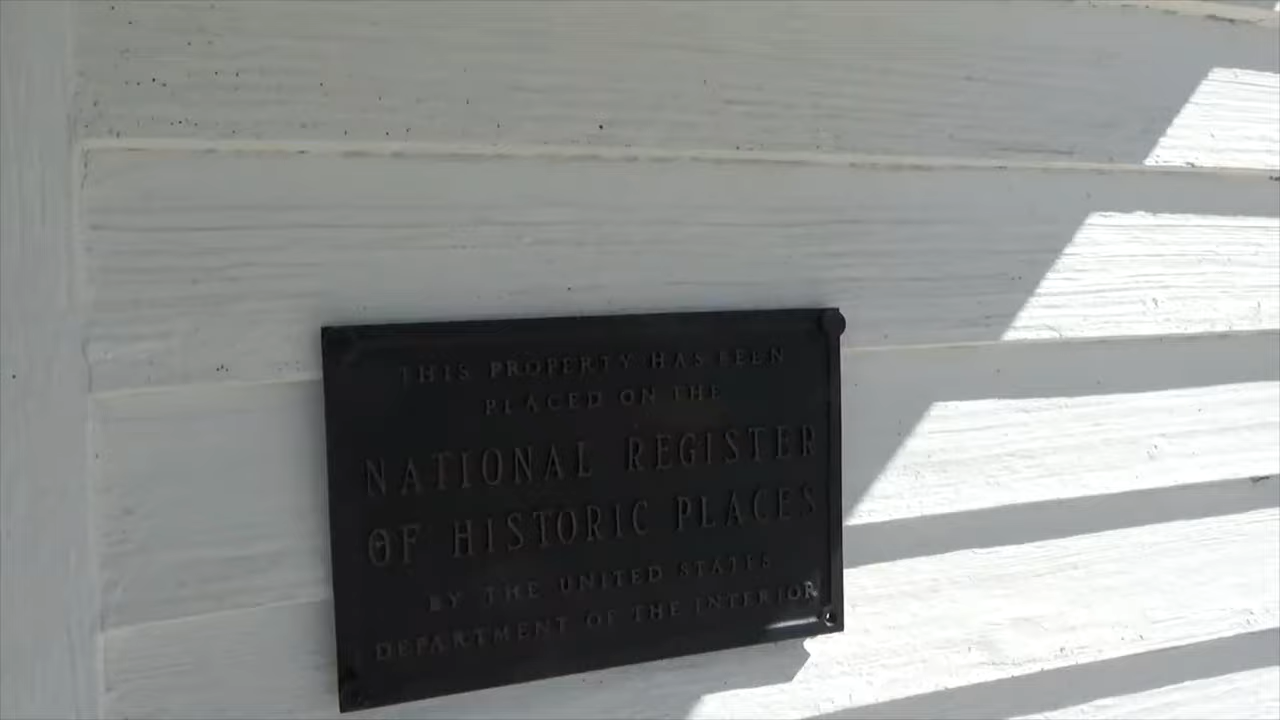 THIS PROPERTY HAS BEEN
PLACED ON THE
NATIONAL REGISTER
OF HISTORIC PLACES
BY THE UNITED STATES
DEPARTMENT OF THE INTERIOR